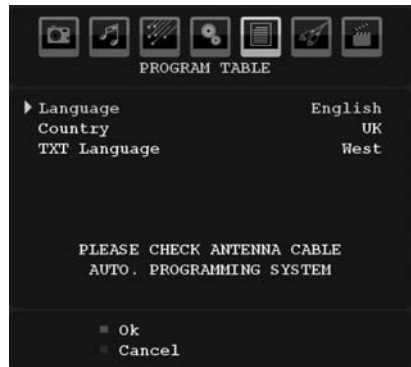 PROGRAM TABLE
Language English
Country UK
TXT Language West
PLEASE CHECK ANTENNA CABLE
AUTO. PROGRAMMING SYSTEM
Ok
Cancel